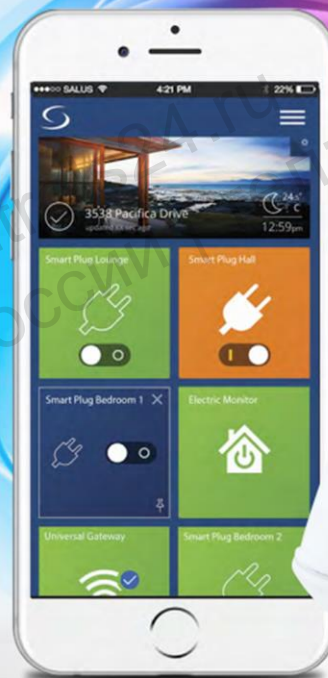 SALUS 4:21 PM 22%
3538 Pacifica Drive
24.5°
C
12:59pm
Smart Plug Lounge Smart Plug Hall
Smart Plug Bedroom 1 Electric Monitor
Universal Gateway Smart Plug Bedroom 2